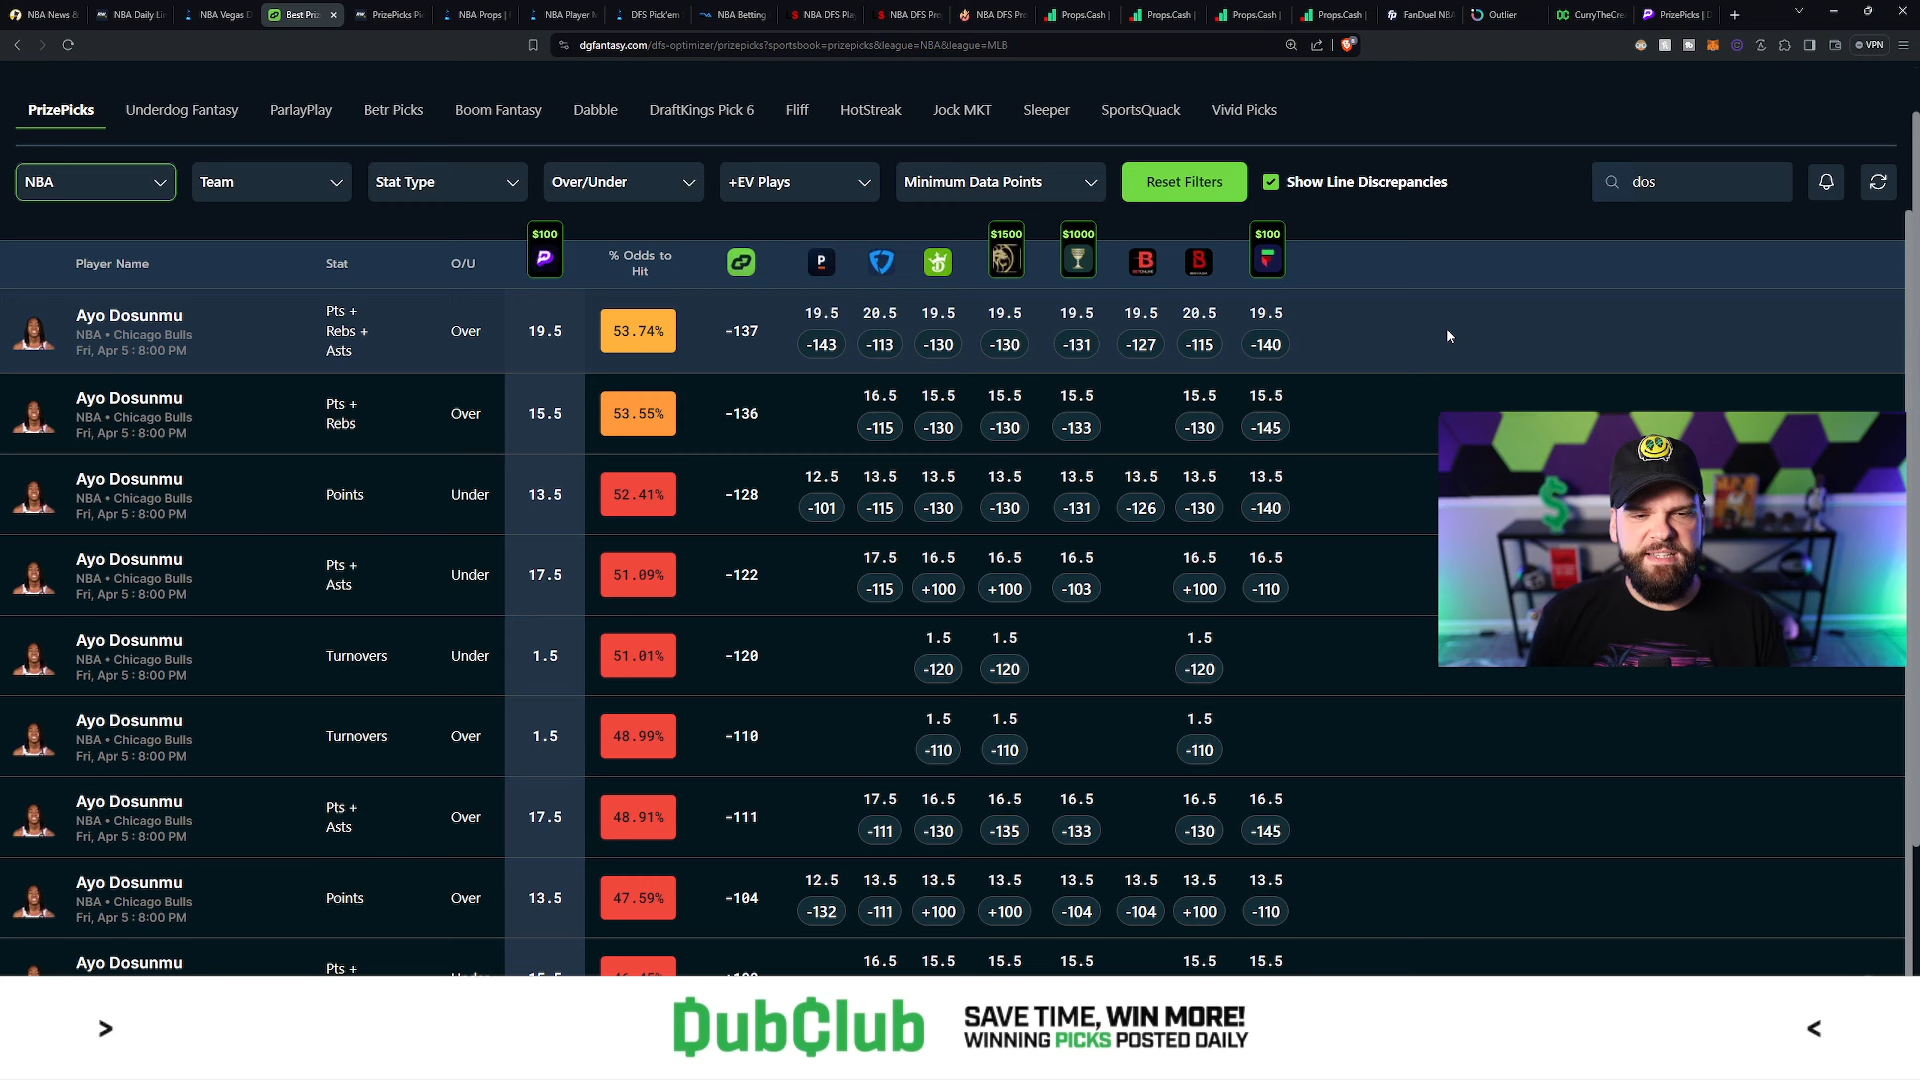 NBA News &
NBA Daily Lin
NBA Vegas D
Best Priz
PrizePicks Pic
NBA Props |
NBA Player M
DFS Pick'em
NBA Betting
NBA DFS Pla
NBA DFS Pro
NBA DFS Pro
Props.Cash |
Props.Cash |
Props.Cash |
Props.Cash |
FanDuel NBA
Outlier
CurryTheCre
PrizePicks | D
dgfantasy.com/dfs-optimizer/prizepicks?sportsbook=prizepicks&league=NBA&league=MLB
VPN
PrizePicks Underdog Fantasy ParlayPlay Betr Picks Boom Fantasy Dabble DraftKings Pick 6 Fliff HotStreak Jock MKT Sleeper SportsQuack Vivid Picks
NBA Team Stat Type Over/Under +EV Plays Minimum Data Points Reset Filters Show Line Discrepancies dos
$100 $1500 $1000 $100
Player Name Stat O/U % Odds to Hit P B B
Ayo Dosunmu
NBA • Chicago Bulls
Fri, Apr 5 : 8:00 PM
Pts +
Rebs +
Asts
Over 19.5 53.74% -137
19.5 20.5 19.5 19.5 19.5 19.5 20.5 19.5
-143 -113 -130 -130 -131 -127 -115 -140
Ayo Dosunmu
NBA • Chicago Bulls
Fri, Apr 5 : 8:00 PM
Pts +
Rebs
Over 15.5 53.55% -136
16.5 15.5 15.5 15.5 15.5 15.5
-115 -130 -130 -133 -130 -145
Ayo Dosunmu
NBA • Chicago Bulls
Fri, Apr 5 : 8:00 PM
Points Under 13.5 52.41% -128
12.5 13.5 13.5 13.5 13.5 13.5 13.5 13.5
-101 -115 -130 -130 -131 -126 -130 -140
Ayo Dosunmu
NBA • Chicago Bulls
Fri, Apr 5 : 8:00 PM
Pts +
Asts
Under 17.5 51.09% -122
17.5 16.5 16.5 16.5 16.5 16.5
-115 +100 +100 -103 +100 -110
Ayo Dosunmu
NBA • Chicago Bulls
Fri, Apr 5 : 8:00 PM
Turnovers Under 1.5 51.01% -120
1.5 1.5 1.5
-120 -120 -120
Ayo Dosunmu
NBA • Chicago Bulls
Fri, Apr 5 : 8:00 PM
Turnovers Over 1.5 48.99% -110
1.5 1.5 1.5
-110 -110 -110
Ayo Dosunmu
NBA • Chicago Bulls
Fri, Apr 5 : 8:00 PM
Pts +
Asts
Over 17.5 48.91% -111
17.5 16.5 16.5 16.5 16.5 16.5
-111 -130 -135 -133 -130 -145
Ayo Dosunmu
NBA • Chicago Bulls
Fri, Apr 5 : 8:00 PM
Points Over 13.5 47.59% -104
12.5 13.5 13.5 13.5 13.5 13.5 13.5 13.5
-132 -111 +100 +100 -104 -104 +100 -110
Ayo Dosunmu
Pts +
16.5 15.5 15.5 15.5 15.5 15.5
DubClub
SAVE TIME, WIN MORE!
WINNING PICKS POSTED DAILY